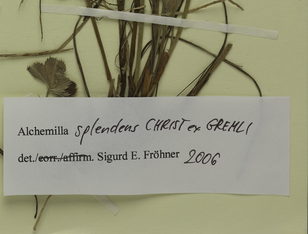 Alchemilla splendens CHRIST ex GREMLI
det./corr./affirm. Sigurd E. Fröhner 2006